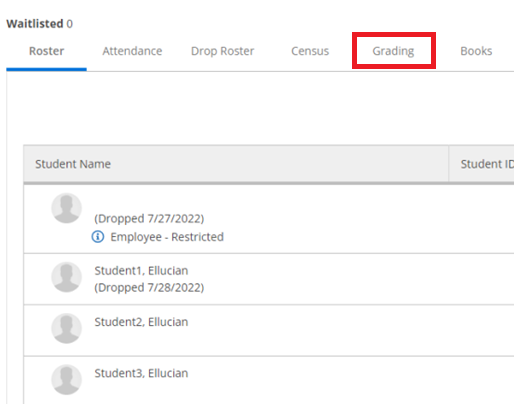 Waitlisted 0
Roster Attendance Drop Roster Census Grading Books
Student Name Student ID
(Dropped 7/27/2022)
Employee - Restricted
Student1, Ellucian
(Dropped 7/28/2022)
Student2, Ellucian
Student3, Ellucian